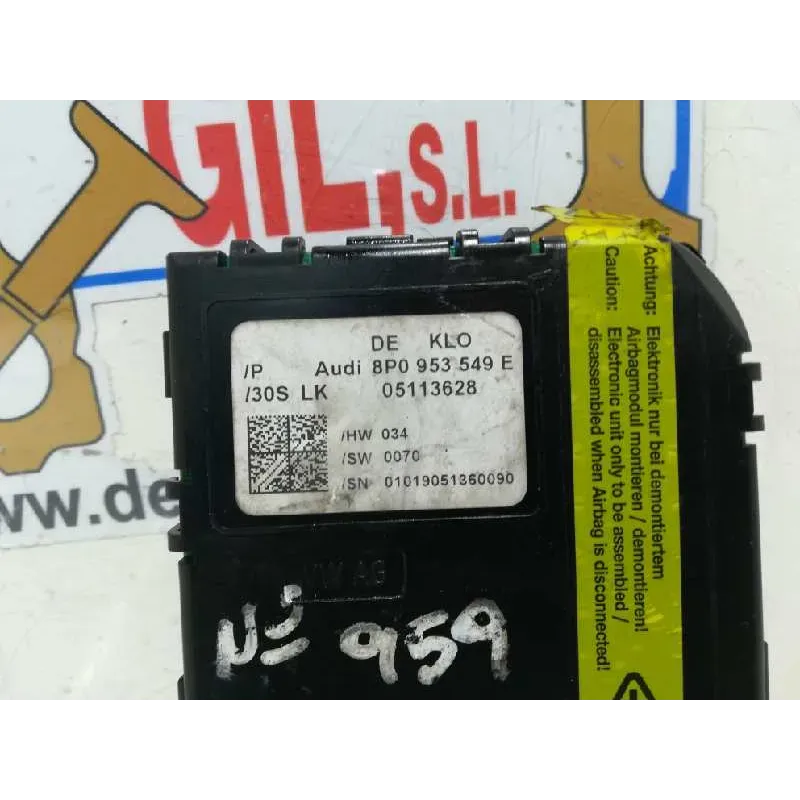 GIL, S.L.
www.de
DE KLO
/P Audi 8P0 953 549 E
/30S LK 05113628
/HW 034
/SW 0070
/SN 01019051360090
VW AG
Nº 959
Achtung: Elektronik nur bei demontiertem
Airbagmodul montieren / demontieren!
Caution: Electronic unit only to be assembled /
disassembled when Airbag is disconnected!